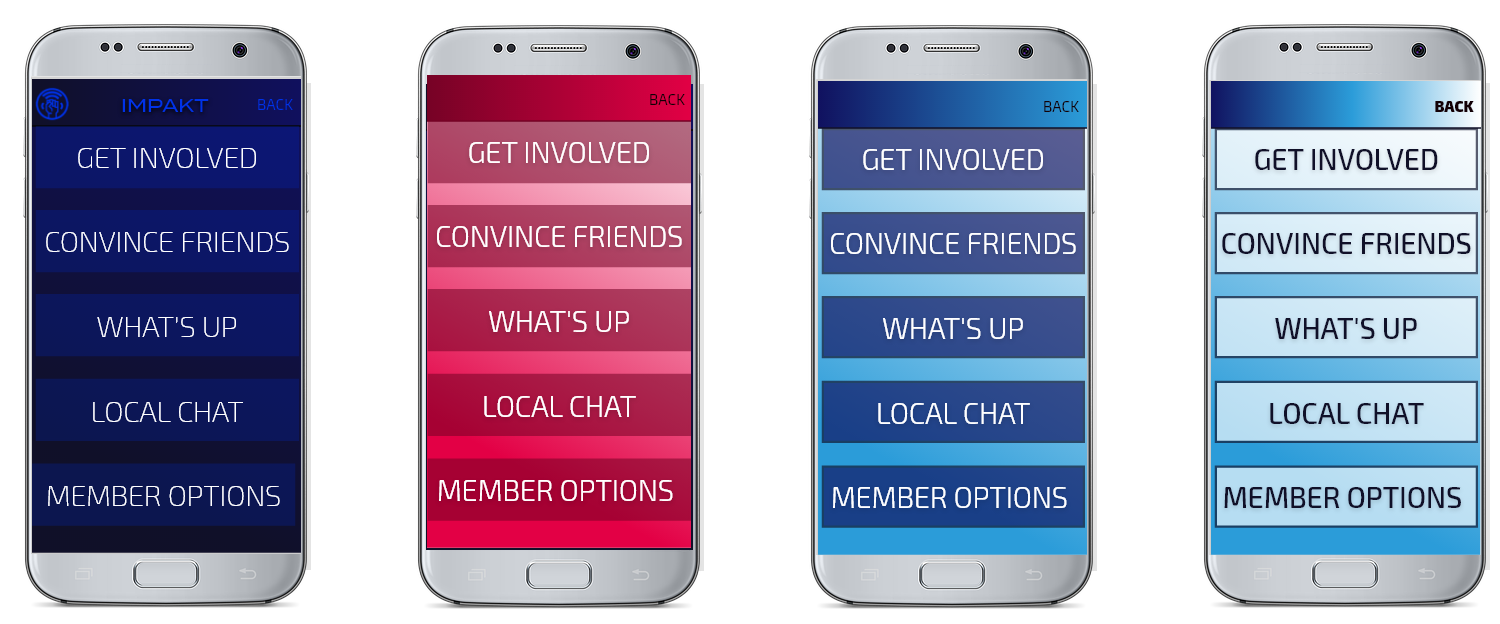 IMPAKT BACK
GET INVOLVED
CONVINCE FRIENDS
WHAT'S UP
LOCAL CHAT
MEMBER OPTIONS
BACK
GET INVOLVED
CONVINCE FRIENDS
WHAT'S UP
LOCAL CHAT
MEMBER OPTIONS
BACK
GET INVOLVED
CONVINCE FRIENDS
WHAT'S UP
LOCAL CHAT
MEMBER OPTIONS
BACK
GET INVOLVED
CONVINCE FRIENDS
WHAT'S UP
LOCAL CHAT
MEMBER OPTIONS